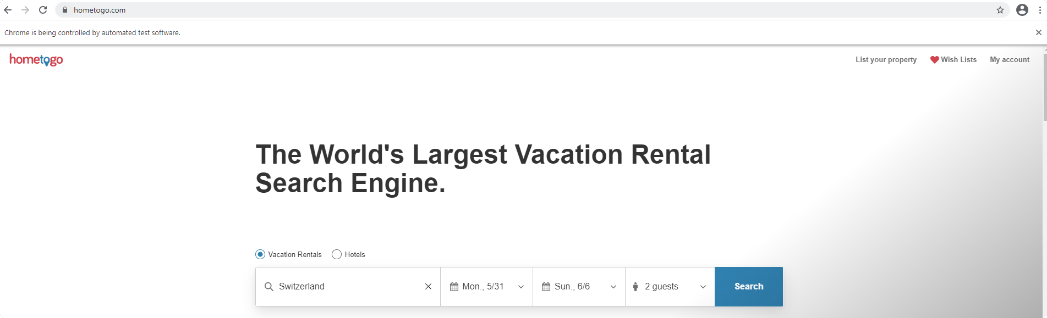 hometogo.com
Chrome is being controlled by automated test software.
hometogo
List your property Wish Lists My account
The World's Largest Vacation Rental
Search Engine.
Vacation Rentals Hotels
Switzerland Mon., 5/31 Sun., 6/6 2 guests Search